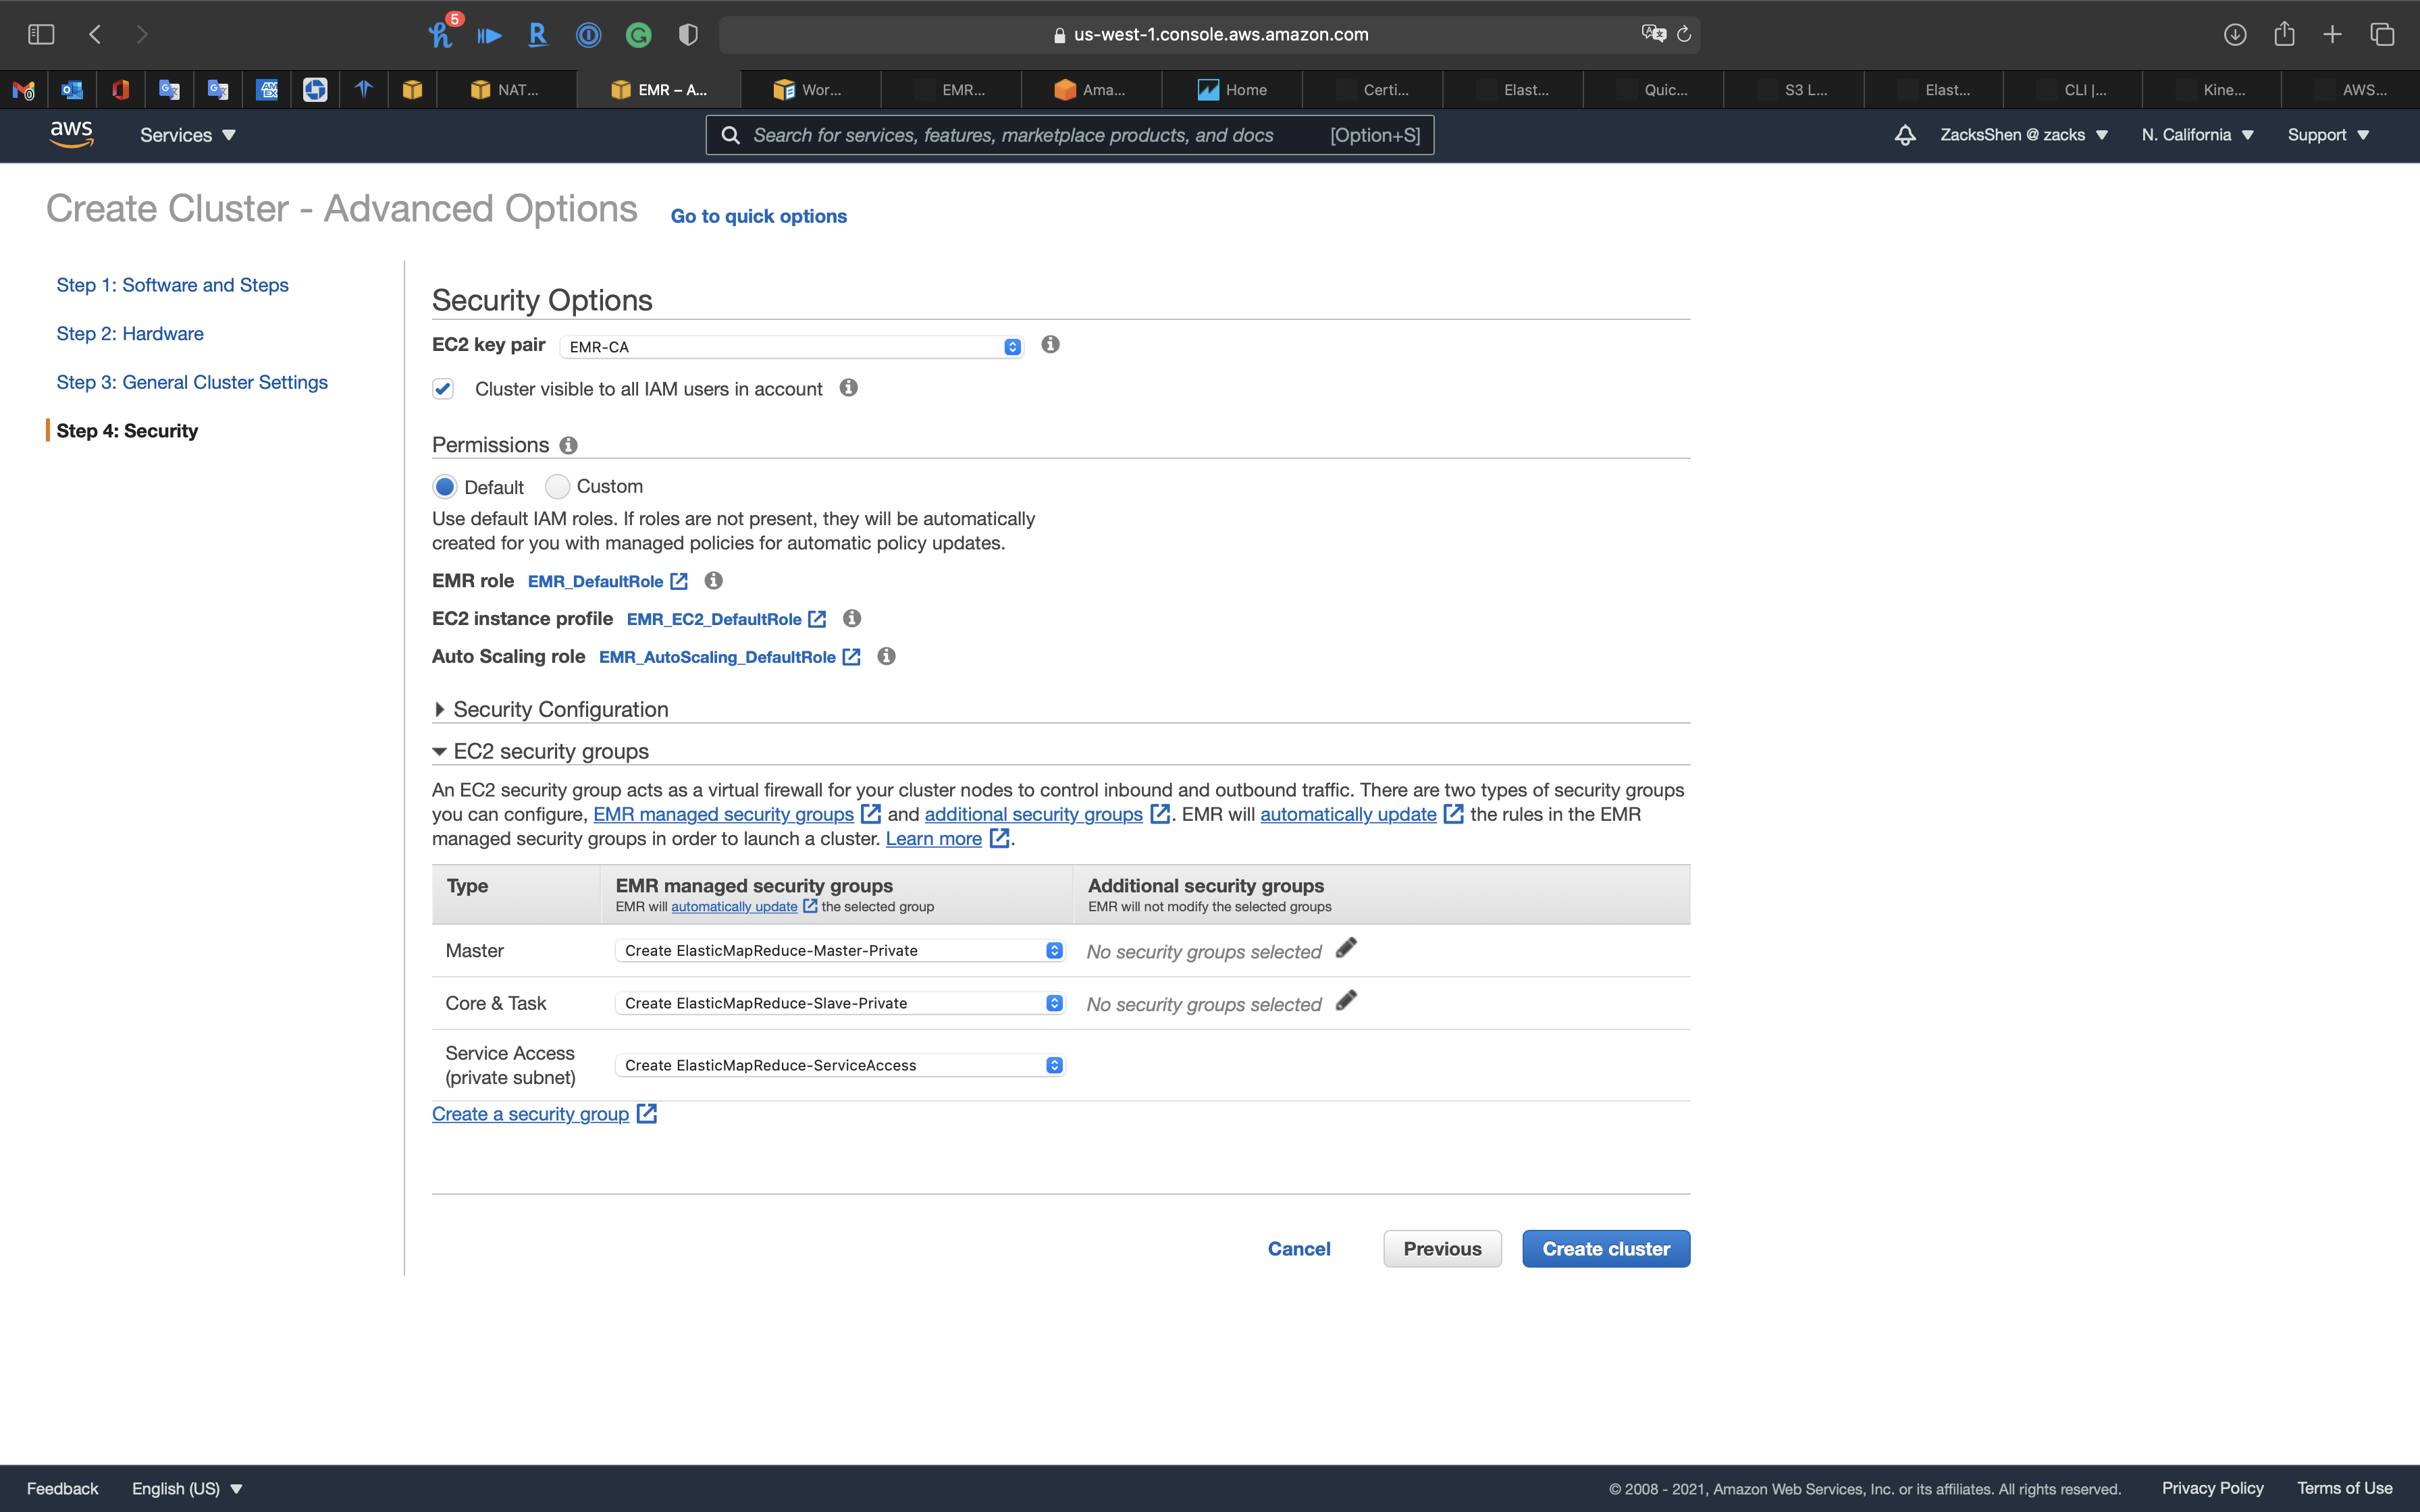 5
us-west-1.console.aws.amazon.com
NAT...
EMR – A...
Wor...
EMR...
Ama...
Home
Certi...
Elast...
Quic...
S3 L...
Elast...
CLI |...
Kine...
AWS...
aws
Services
Search for services, features, marketplace products, and docs
[Option+S]
ZacksShen @ zacks
N. California
Support
Create Cluster - Advanced Options
Go to quick options
Step 1: Software and Steps
Step 2: Hardware
Step 3: General Cluster Settings
Step 4: Security
Security Options
EC2 key pair EMR-CA
Cluster visible to all IAM users in account
Permissions
Default Custom
Use default IAM roles. If roles are not present, they will be automatically
created for you with managed policies for automatic policy updates.
EMR role EMR_DefaultRole
EC2 instance profile EMR_EC2_DefaultRole
Auto Scaling role EMR_AutoScaling_DefaultRole
Security Configuration
EC2 security groups
An EC2 security group acts as a virtual firewall for your cluster nodes to control inbound and outbound traffic. There are two types of security groups
you can configure, EMR managed security groups and additional security groups. EMR will automatically update the rules in the EMR
managed security groups in order to launch a cluster. Learn more.
Type EMR managed security groups Additional security groups
EMR will automatically update the selected group EMR will not modify the selected groups
Master Create ElasticMapReduce-Master-Private No security groups selected
Core & Task Create ElasticMapReduce-Slave-Private No security groups selected
Service Access
(private subnet) Create ElasticMapReduce-ServiceAccess
Create a security group
Cancel Previous Create cluster
Feedback English (US) © 2008 - 2021, Amazon Web Services, Inc. or its affiliates. All rights reserved. Privacy Policy Terms of Use